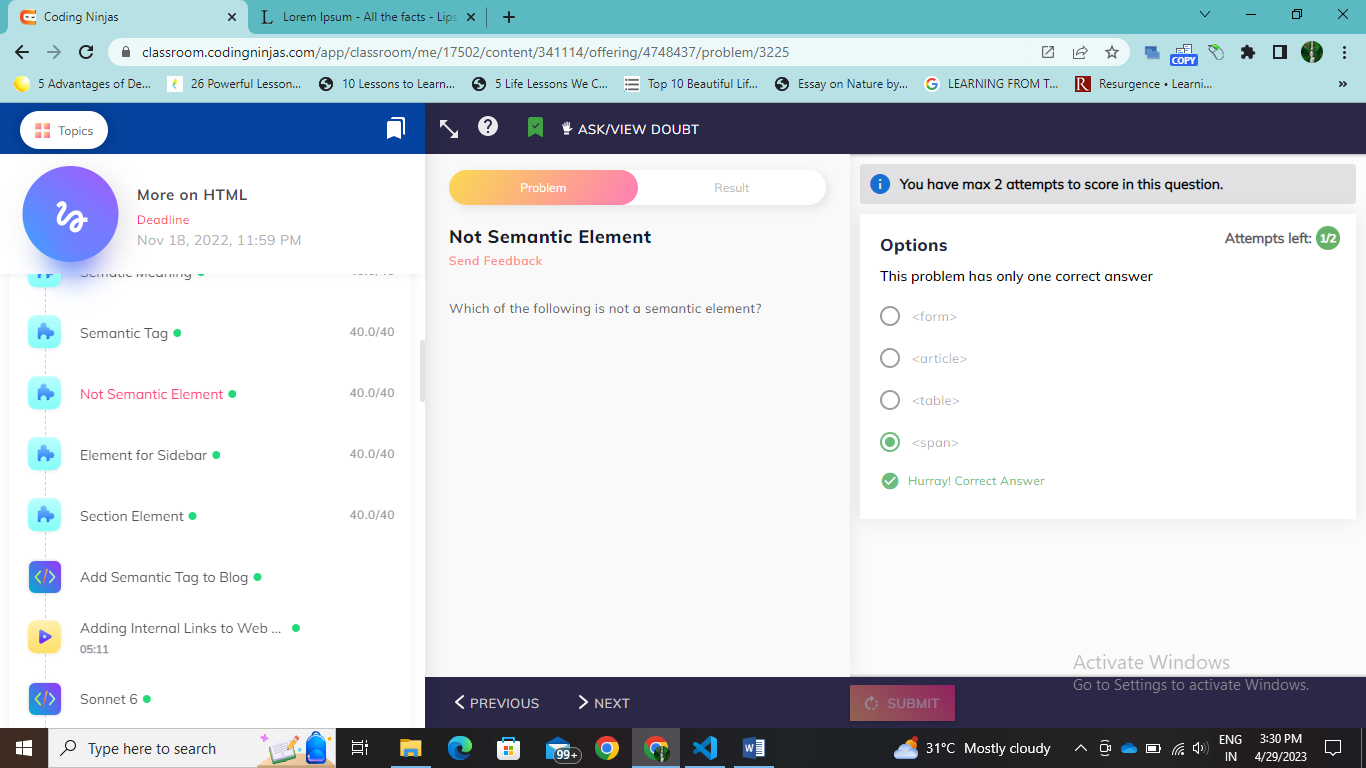 Coding Ninjas
Lorem Ipsum - All the facts - Lips
classroom.codingninjas.com/app/classroom/me/17502/content/341114/offering/4748437/problem/3225
COPY
5 Advantages of De...
26 Powerful Lesson...
10 Lessons to Learn...
5 Life Lessons We C...
Top 10 Beautiful Lif...
Essay on Nature by...
LEARNING FROM T...
Resurgence • Learni...
»
Topics
ASK/VIEW DOUBT
More on HTML
Deadline
Nov 18, 2022, 11:59 PM
Sematic Meaning
40.0/40
Semantic Tag
40.0/40
Not Semantic Element
40.0/40
Element for Sidebar
40.0/40
Section Element
40.0/40
Add Semantic Tag to Blog
Adding Internal Links to Web ...
05:11
Sonnet 6
Problem
Result
Not Semantic Element
Send Feedback
Which of the following is not a semantic element?
You have max 2 attempts to score in this question.
Options
Attempts left: 1/2
This problem has only one correct answer
<form>
<article>
<table>
<span>
Hurray! Correct Answer
Activate Windows
Go to Settings to activate Windows.
PREVIOUS
NEXT
SUBMIT
Type here to search
99+
31°C Mostly cloudy
ENG
IN
3:30 PM
4/29/2023